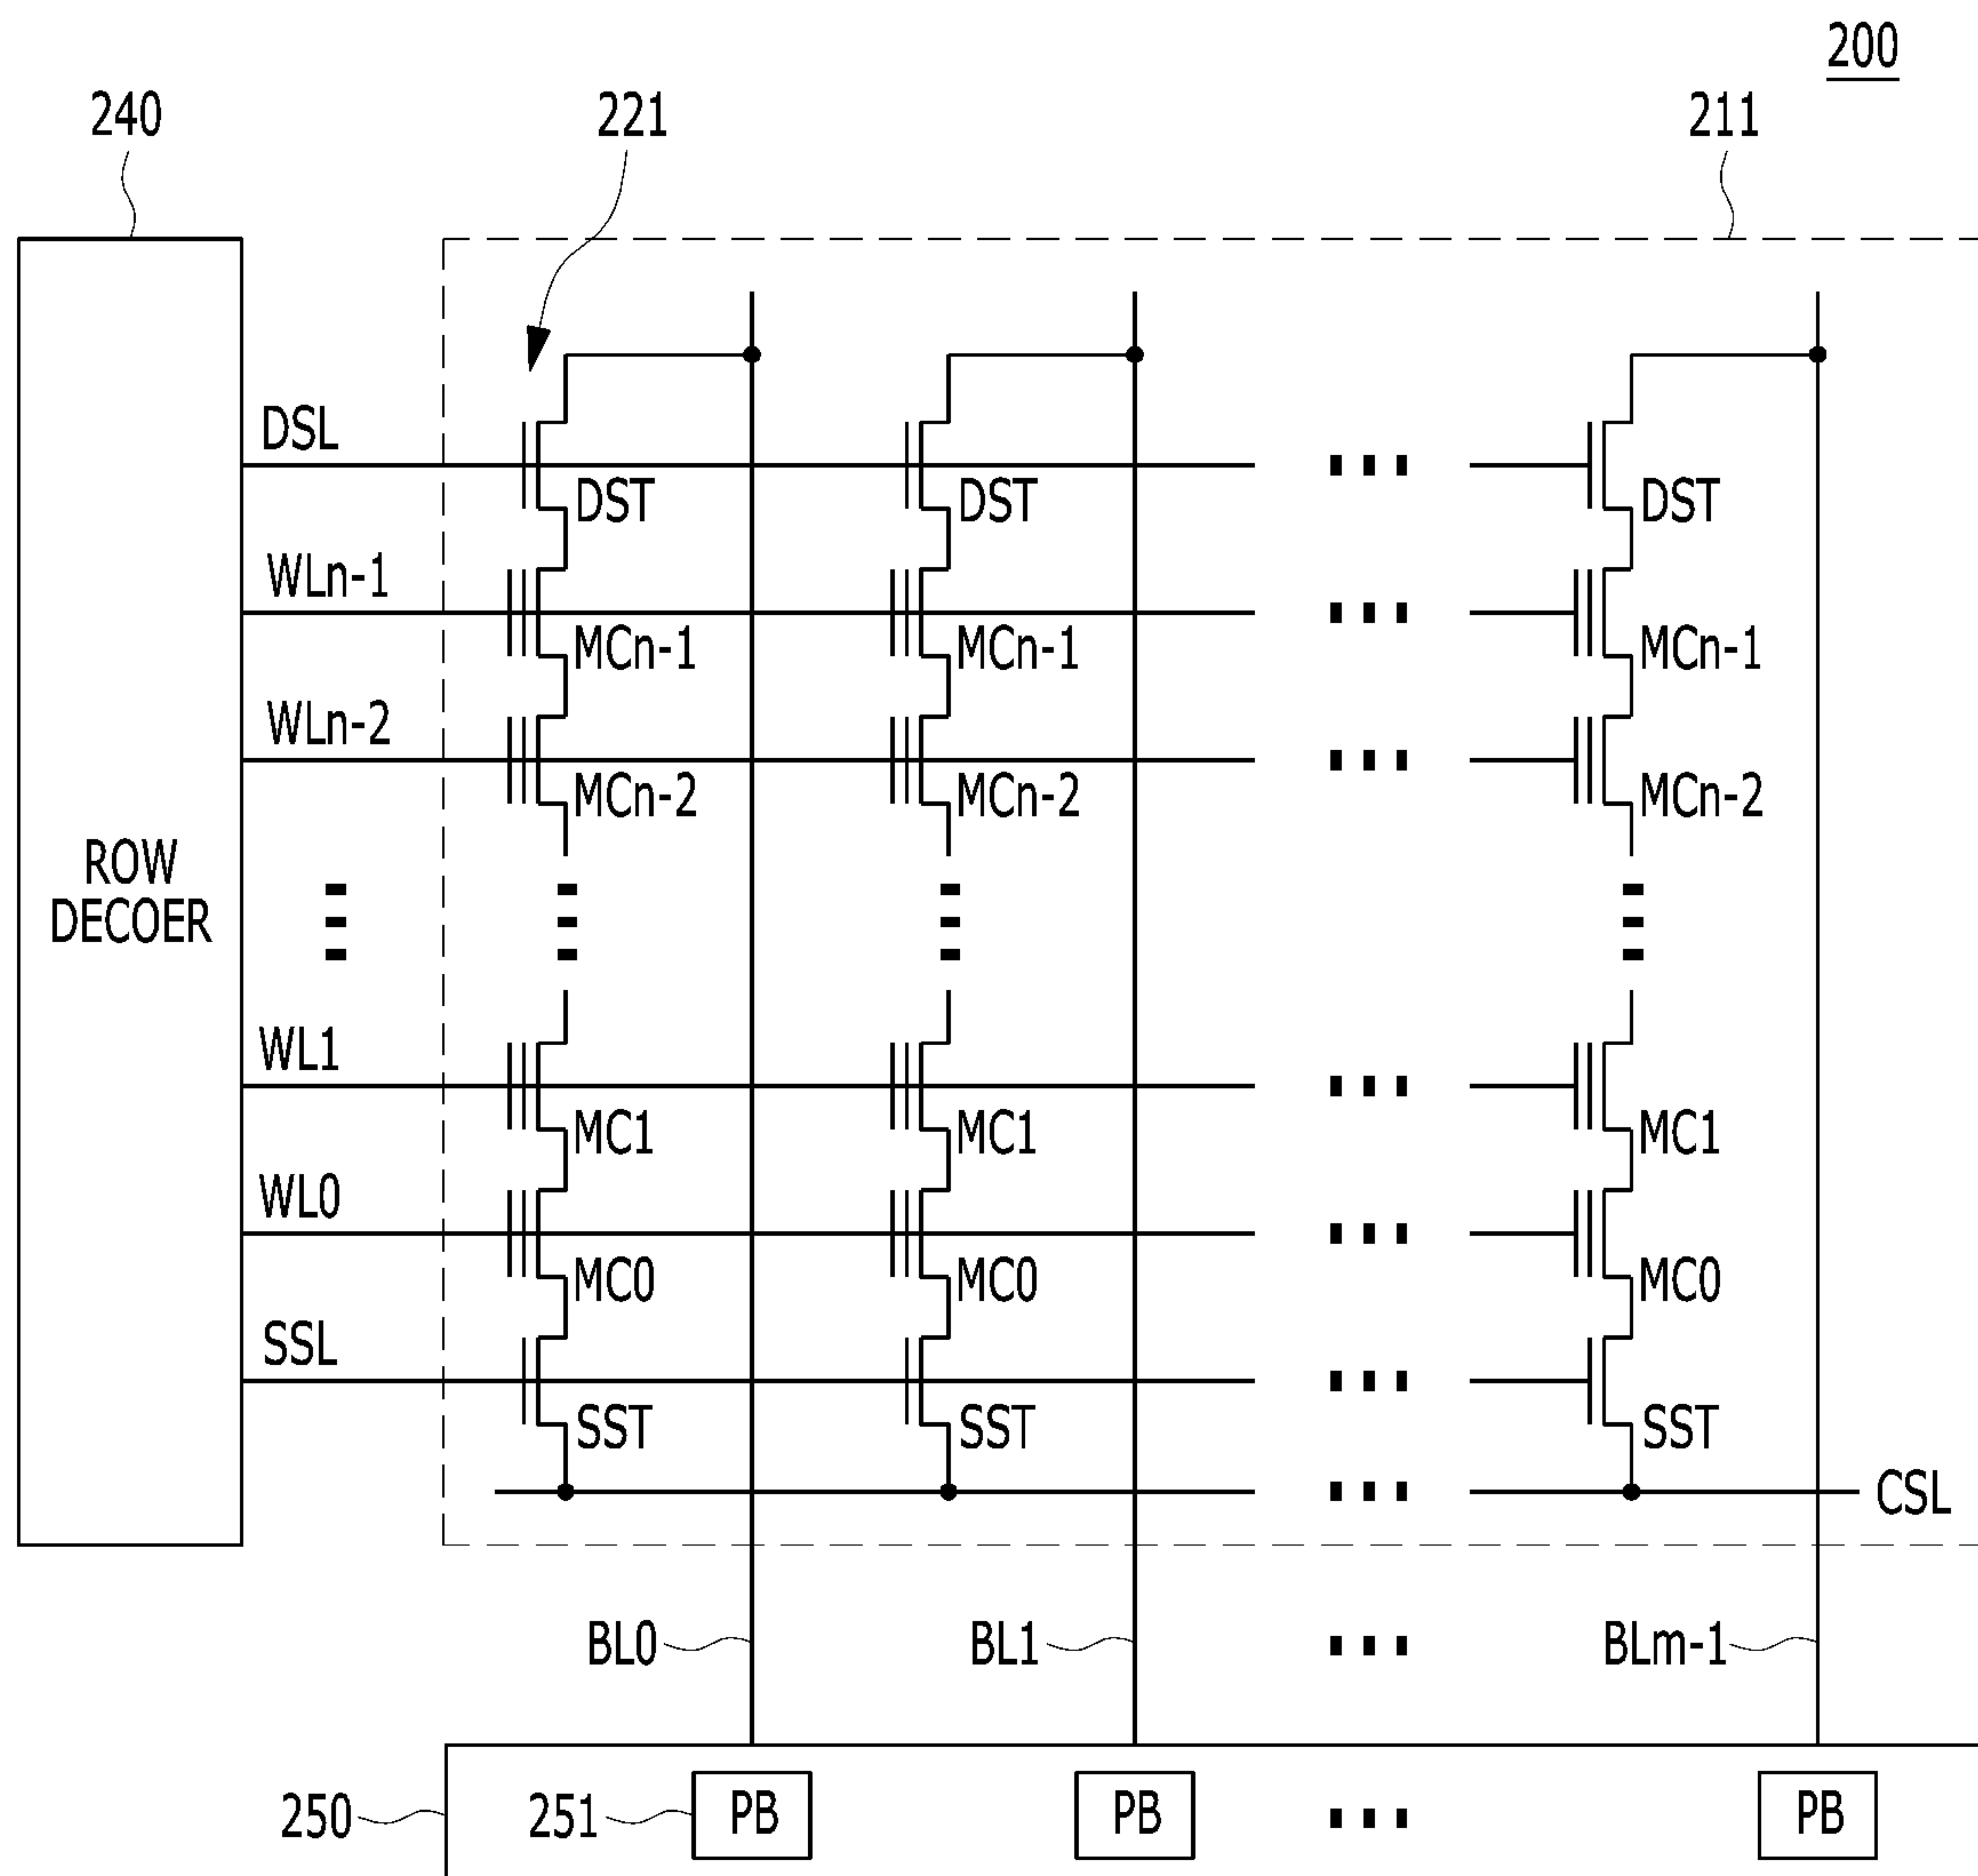 200
240
221
211
DSL
DST DST DST
WLn-1
MCn-1 MCn-1 MCn-1
WLn-2
MCn-2 MCn-2 MCn-2
ROW
DECOER
WL1
MC1 MC1 MC1
WL0
MC0 MC0 MC0
SSL
SST SST SST
CSL
BL0 BL1 BLm-1
250 251 PB PB PB